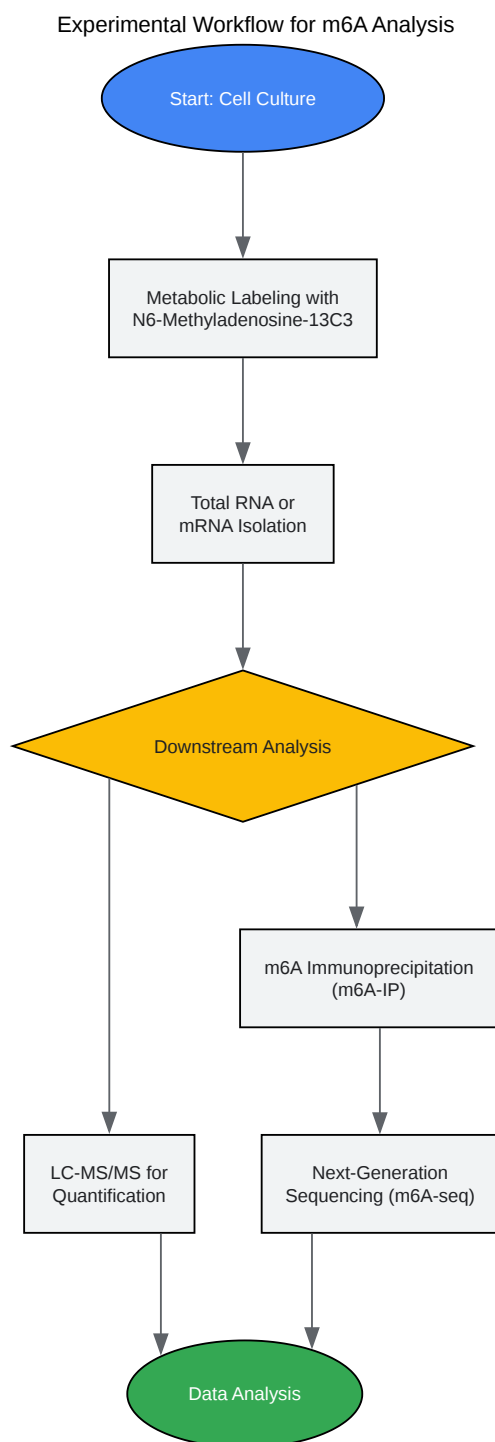 Experimental Workflow for m6A Analysis
Start: Cell Culture
Metabolic Labeling with
N6-Methyladenosine-13C3
Total RNA or
mRNA Isolation
Downstream Analysis
m6A Immunoprecipitation
(m6A-IP)
LC-MS/MS for
Quantification
Next-Generation
Sequencing (m6A-seq)
Data Analysis